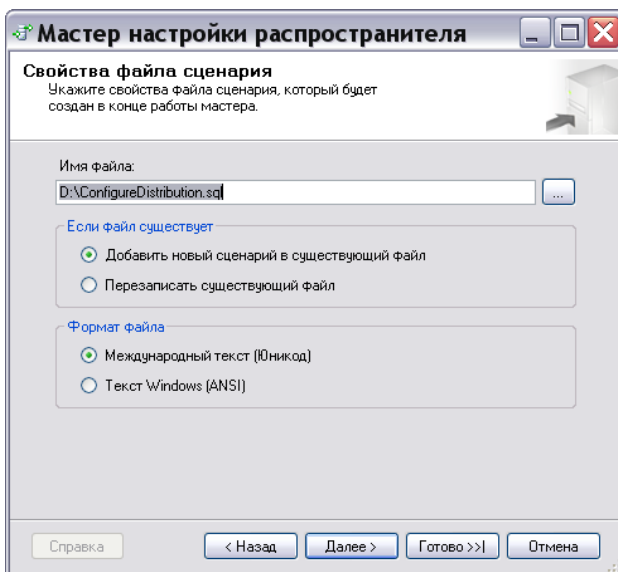 Мастер настройки распространителя
Свойства файла сценария
Укажите свойства файла сценария, который будет
создан в конце работы мастера.
Имя файла:
D:\ConfigureDistribution.sql
...
Если файл существует
Добавить новый сценарий в существующий файл
Перезаписать существующий файл
Формат файла
Международный текст (Юникод)
Текст Windows (ANSI)
Справка
< Назад
Далее >
Готово >>|
Отмена